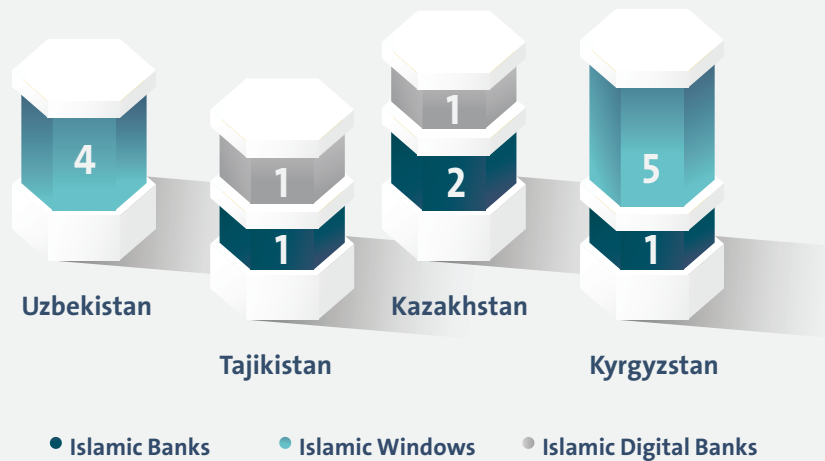 1
4
1
2
5
1
1
Uzbekistan
Kazakhstan
Tajikistan
Kyrgyzstan
Islamic Banks
Islamic Windows
Islamic Digital Banks